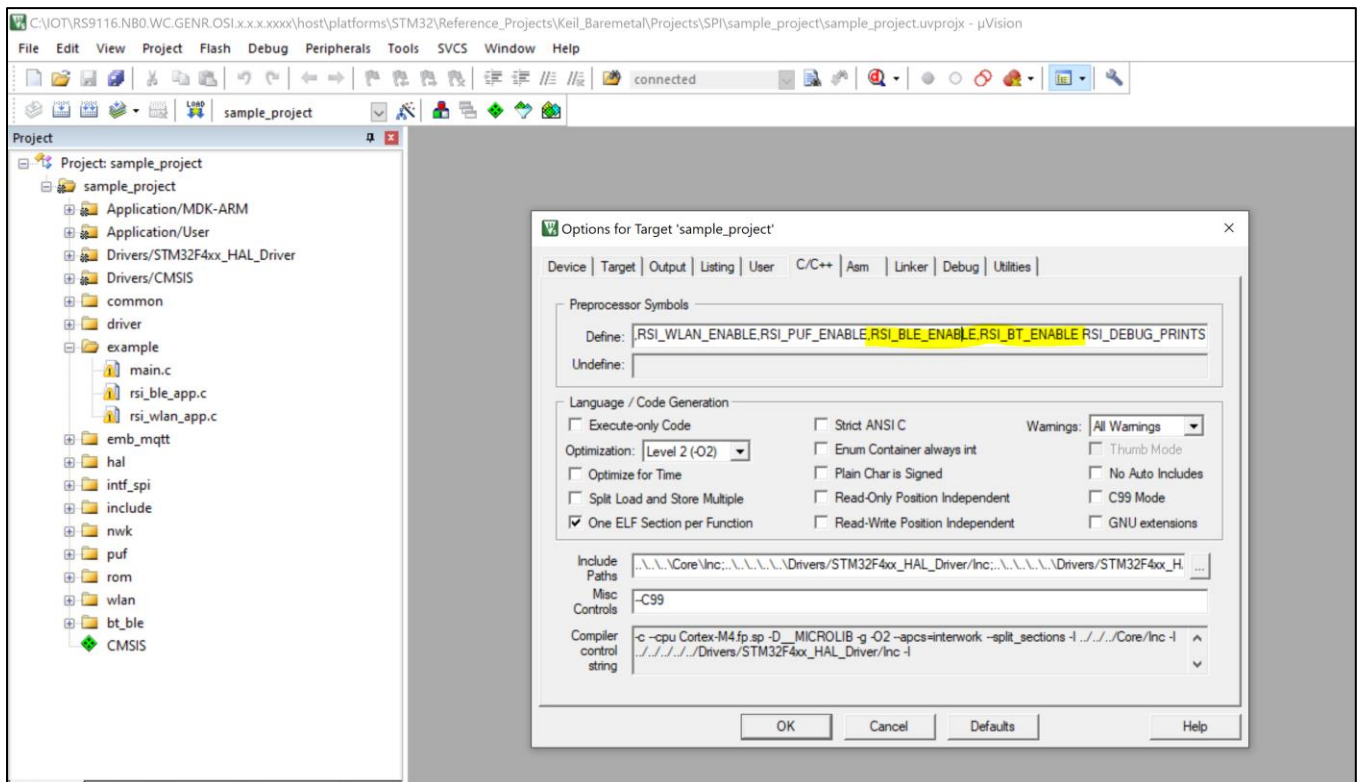 C:\IOT\RS9116.NB0.WC.GENR.OSI.x.x.x.xxxx\host\platforms\STM32\Reference_Projects\Keil_Baremetal\Projects\SPI\sample_project\sample_project.uvprojx - µVision
File Edit View Project Flash Debug Peripherals Tools SVCS Window Help
connected
LOAD sample_project
Project
Project: sample_project
sample_project
Application/MDK-ARM
Application/User
Drivers/STM32F4xx_HAL_Driver
Drivers/CMSIS
common
driver
example
main.c
rsi_ble_app.c
rsi_wlan_app.c
emb_mqtt
hal
intf_spi
include
nwk
puf
rom
wlan
bt_ble
CMSIS
Options for Target 'sample_project'
Device Target Output Listing User C/C++ Asm Linker Debug Utilities
Preprocessor Symbols
Define: ,RSI_WLAN_ENABLE,RSI_PUF_ENABLE,RSI_BLE_ENABLE,RSI_BT_ENABLE RSI_DEBUG_PRINTS
Undefine:
Language / Code Generation
Execute-only Code Strict ANSI C Warnings: All Warnings
Optimization: Level 2 (-O2) Enum Container always int Thumb Mode
Optimize for Time Plain Char is Signed No Auto Includes
Split Load and Store Multiple Read-Only Position Independent C99 Mode
One ELF Section per Function Read-Write Position Independent GNU extensions
Include Paths ..\..\..\Core\Inc;..\..\..\..\..\Drivers/STM32F4xx_HAL_Driver/Inc;..\..\..\..\..\Drivers/STM32F4xx_H. ...
Misc Controls --C99
Compiler control string -c --cpu Cortex-M4.fp.sp -D__MICROLIB -g -O2 --apcs=interwork --split_sections -I ../../../Core/Inc -I
../../../../../Drivers/STM32F4xx_HAL_Driver/Inc -I
OK Cancel Defaults Help